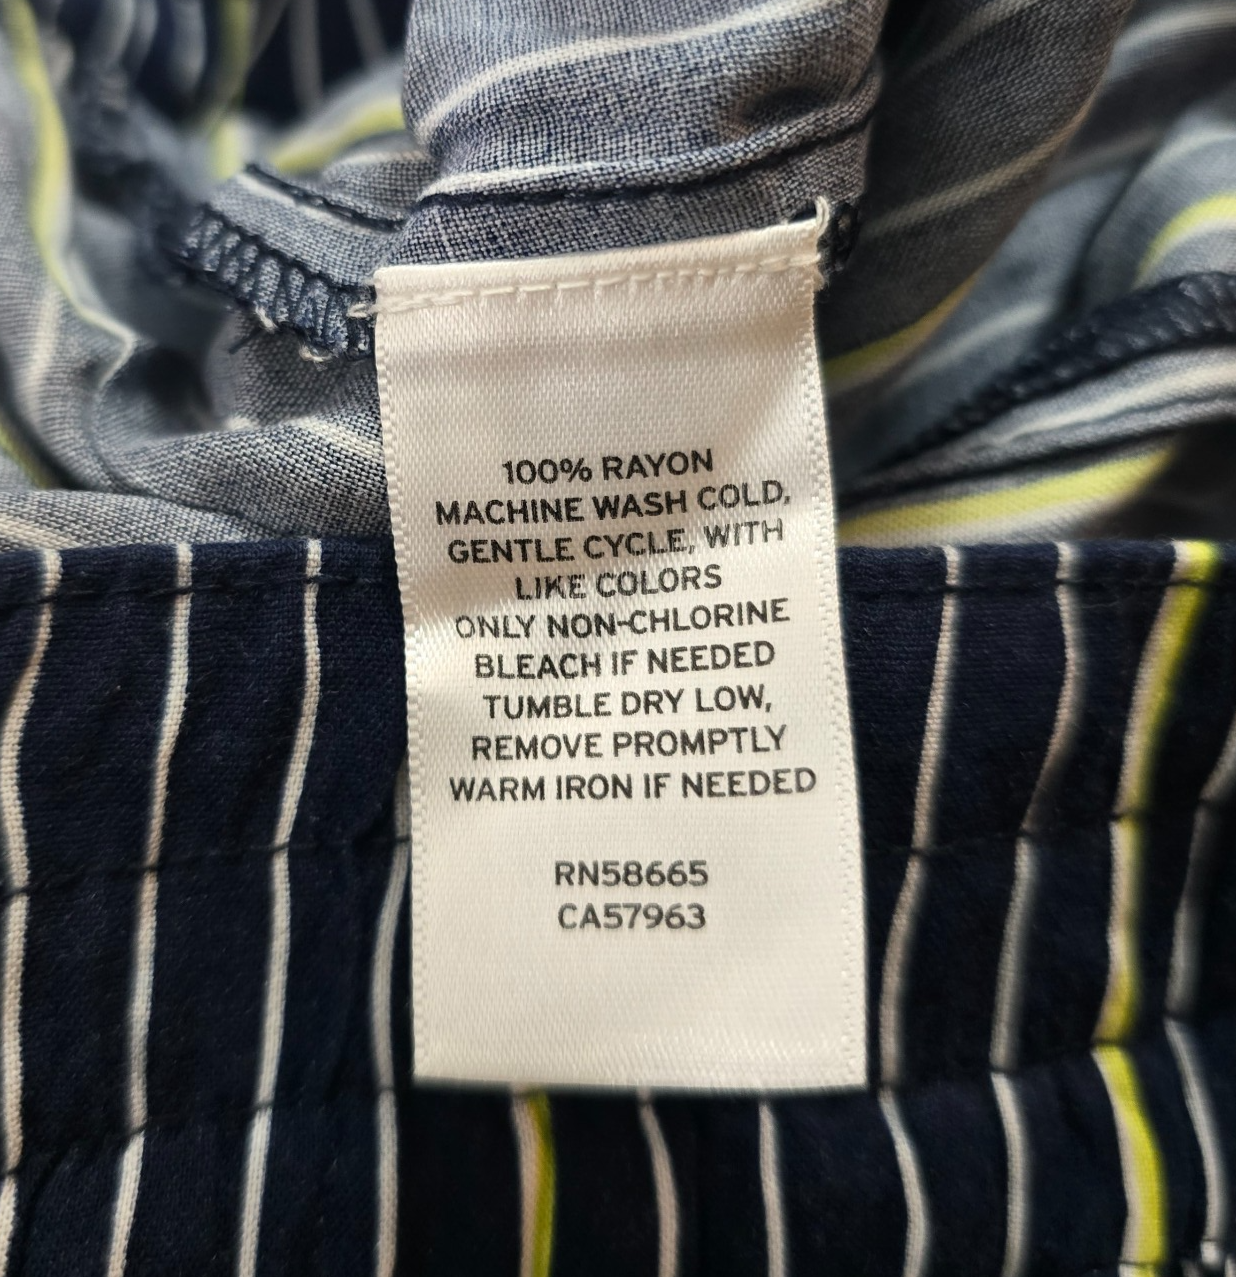 100% RAYON
MACHINE WASH COLD,
GENTLE CYCLE, WITH
LIKE COLORS
ONLY NON-CHLORINE
BLEACH IF NEEDED
TUMBLE DRY LOW,
REMOVE PROMPTLY
WARM IRON IF NEEDED
RN58665
CA57963